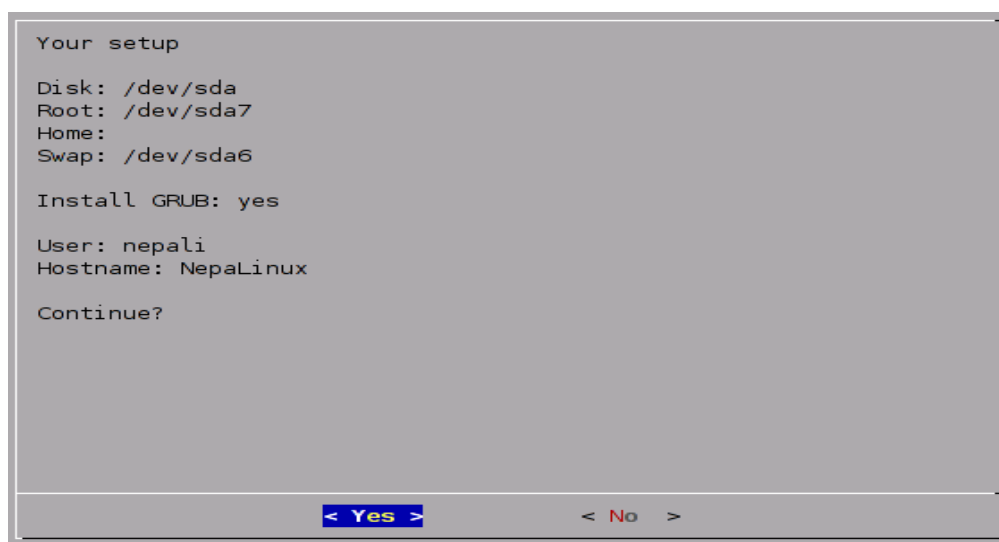 Your setup
Disk: /dev/sda
Root: /dev/sda7
Home:
Swap: /dev/sda6
Install GRUB: yes
User: nepali
Hostname: NepaLinux
Continue?
< Yes > < No >